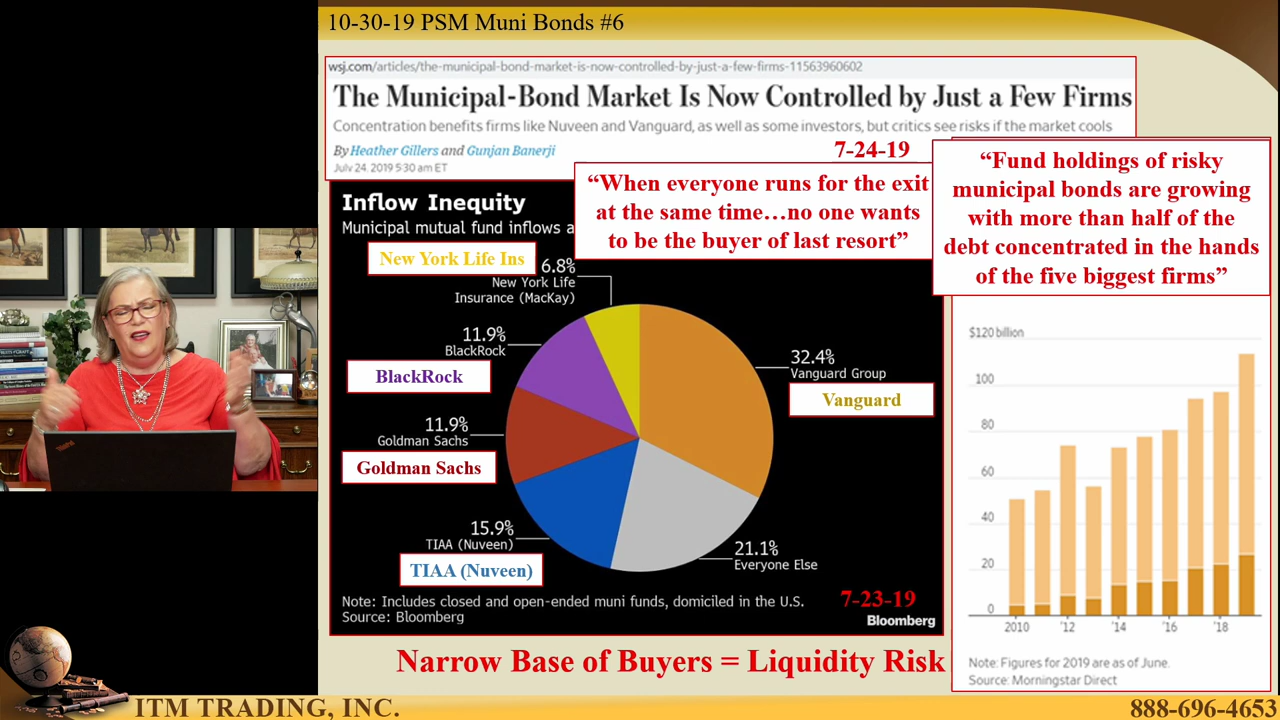 10-30-19 PSM Muni Bonds #6
wsj.com/articles/the-municipal-bond-market-is-now-controlled-by-just-a-few-firms-11563960602
The Municipal-Bond Market Is Now Controlled by Just a Few Firms
Concentration benefits firms like Nuveen and Vanguard, as well as some investors, but critics see risks if the market cools
By Heather Gillers and Gunjan Banerji
July 24, 2019 5:30 am ET
7-24-19
“When everyone runs for the exit
at the same time…no one wants
to be the buyer of last resort”
“Fund holdings of risky
municipal bonds are growing
with more than half of the
debt concentrated in the hands
of the five biggest firms”
Inflow Inequity
Municipal mutual fund inflows a
New York Life Ins
6.8%
New York Life
Insurance (MacKay)
11.9%
BlackRock
BlackRock
11.9%
Goldman Sachs
Goldman Sachs
15.9%
TIAA (Nuveen)
TIAA (Nuveen)
32.4%
Vanguard Group
Vanguard
21.1%
Everyone Else
Note: Includes closed and open-ended muni funds, domiciled in the U.S.
Source: Bloomberg
7-23-19
Bloomberg
$120 billion
100
80
60
40
20
0
2010 '12 '14 '16 '18
Note: Figures for 2019 are as of June.
Source: Morningstar Direct
Narrow Base of Buyers = Liquidity Risk
ThinkPad
ITM TRADING, INC.
888-696-4653